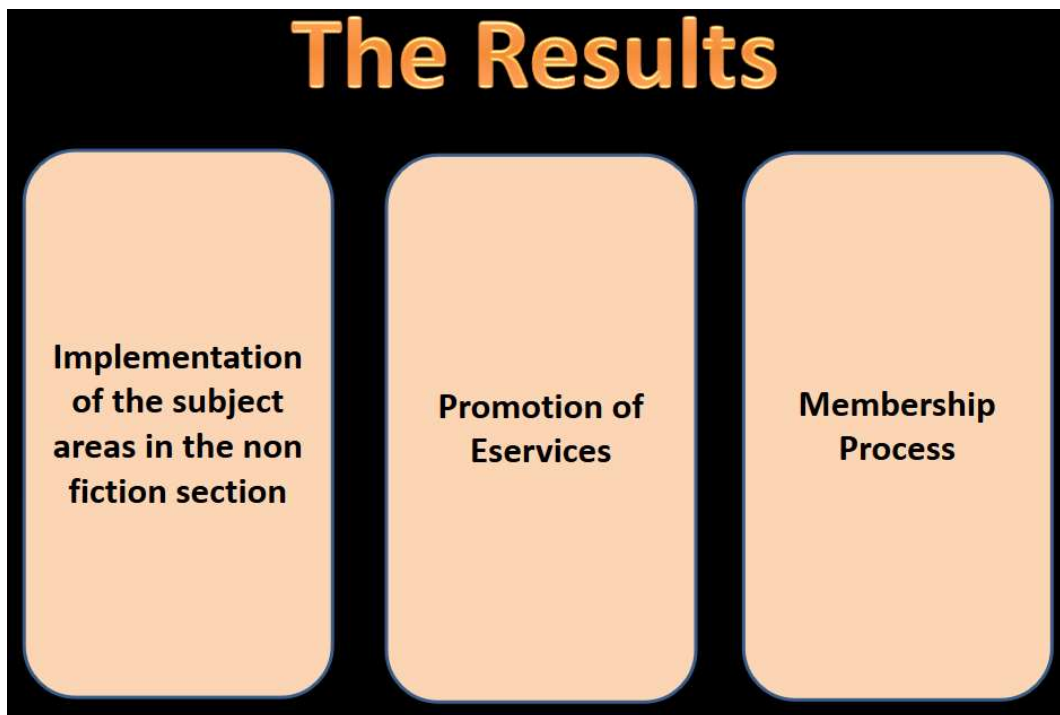 The Results
Implementation
of the subject
areas in the non
fiction section
Promotion of
Eservices
Membership
Process